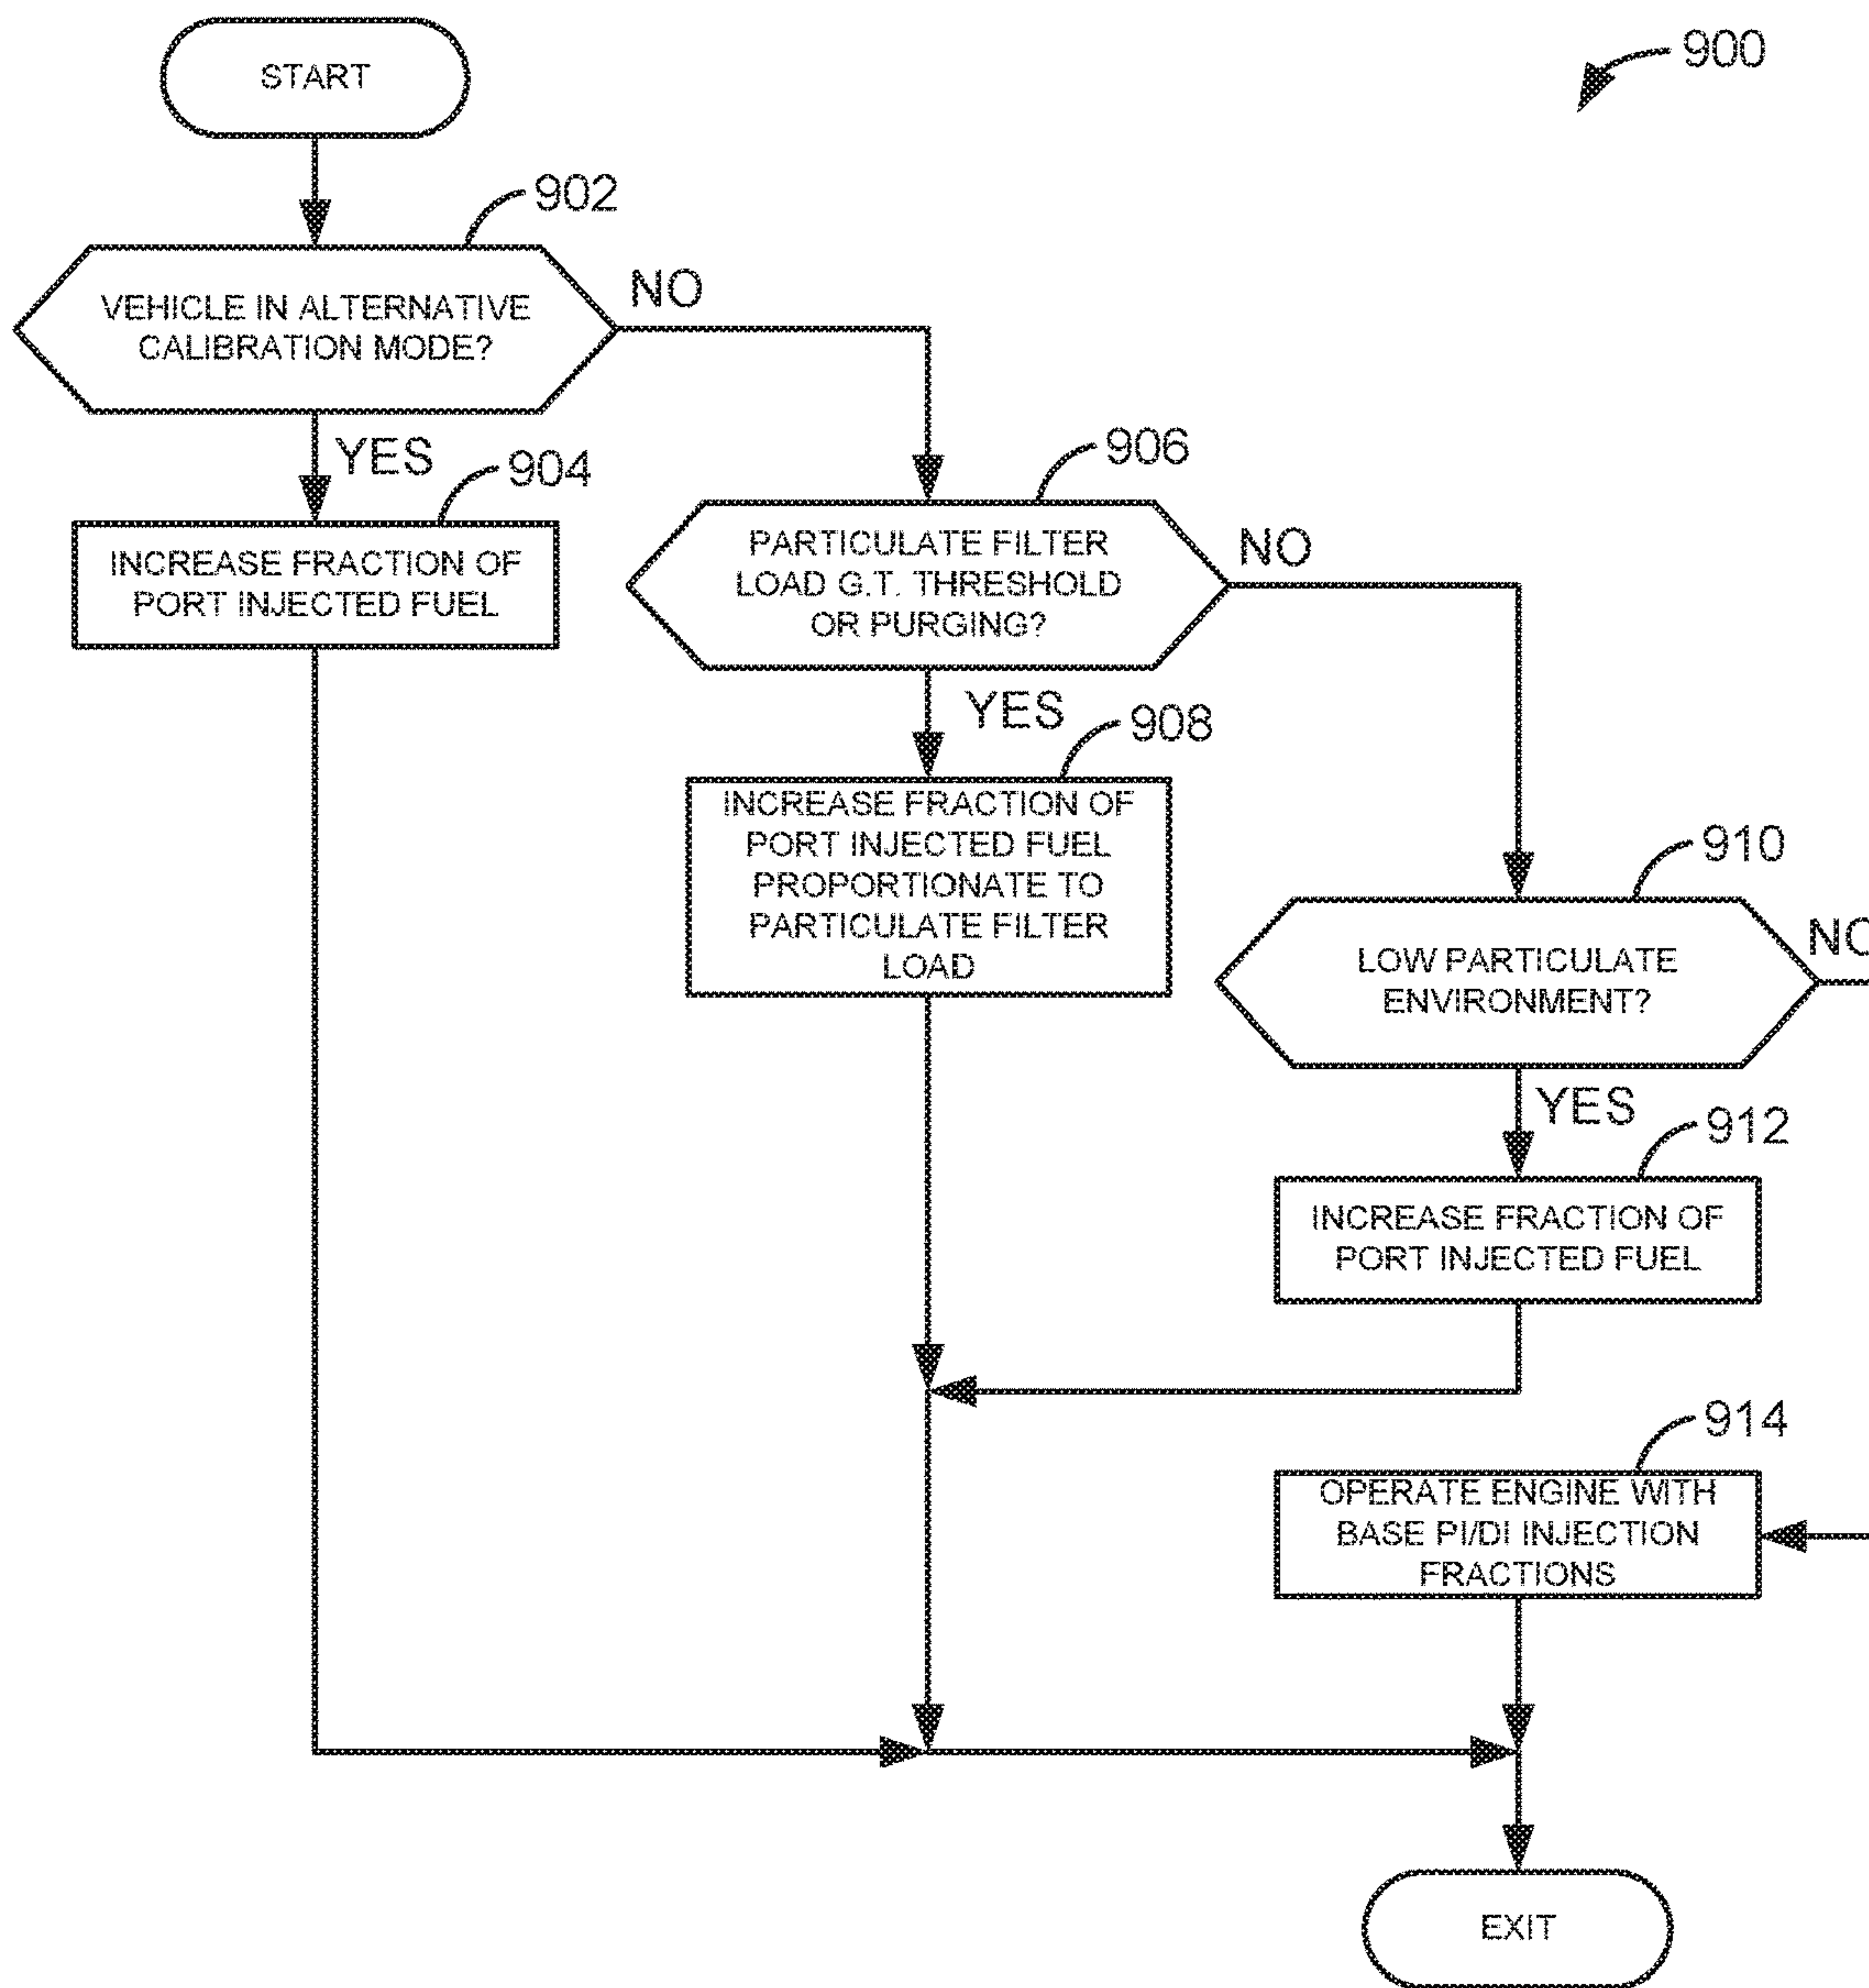 START
900
902
VEHICLE IN ALTERNATIVE
CALIBRATION MODE?
NO
YES
904
INCREASE FRACTION OF
PORT INJECTED FUEL
906
PARTICULATE FILTER
LOAD G.T. THRESHOLD
OR PURGING?
NO
YES
908
INCREASE FRACTION OF
PORT INJECTED FUEL
PROPORTIONATE TO
PARTICULATE FILTER
LOAD
910
LOW PARTICULATE
ENVIRONMENT?
NO
YES
912
INCREASE FRACTION OF
PORT INJECTED FUEL
914
OPERATE ENGINE WITH
BASE PI/DI INJECTION
FRACTIONS
EXIT